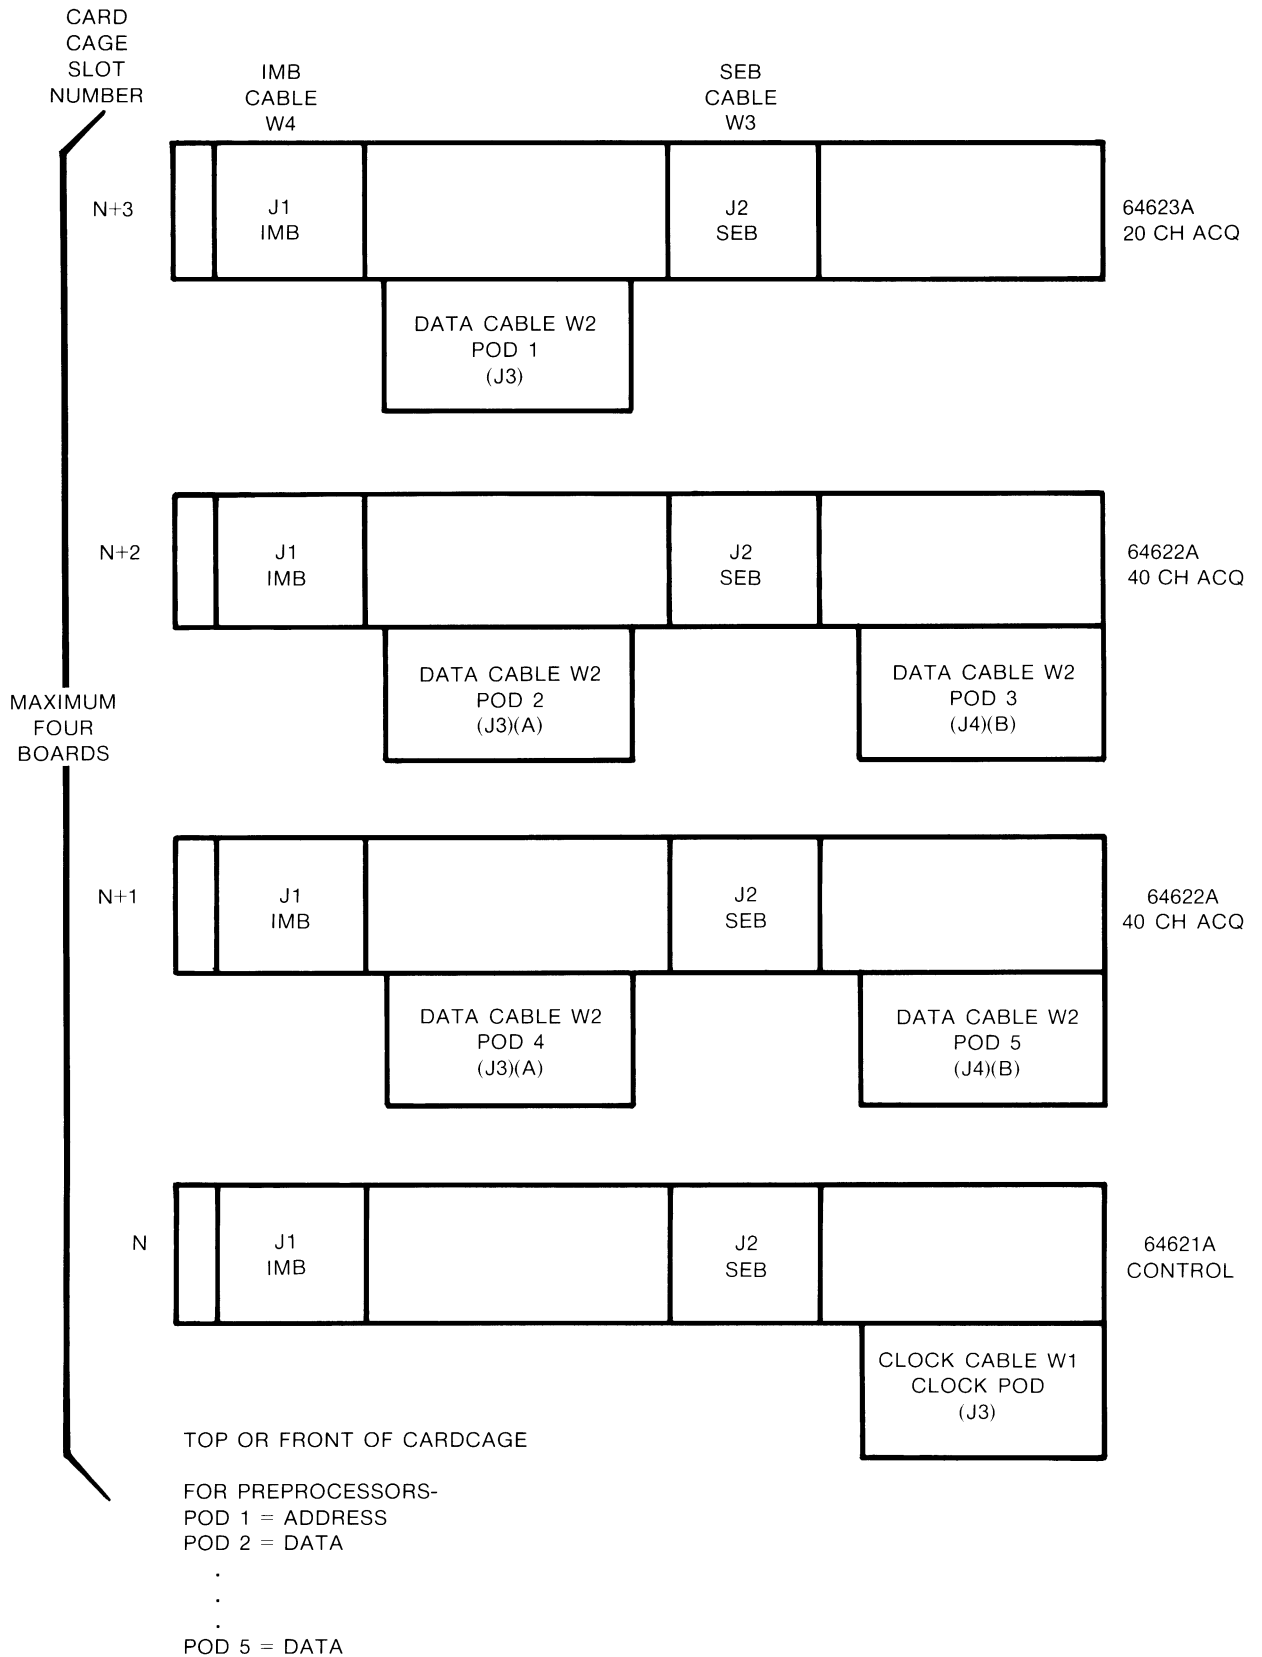 CARD
CAGE
SLOT
NUMBER
IMB
CABLE
W4
SEB
CABLE
W3
N+3
J1
IMB
J2
SEB
64623A
20 CH ACQ
DATA CABLE W2
POD 1
(J3)
N+2
J1
IMB
J2
SEB
64622A
40 CH ACQ
DATA CABLE W2
POD 2
(J3)(A)
DATA CABLE W2
POD 3
(J4)(B)
MAXIMUM
FOUR
BOARDS
N+1
J1
IMB
J2
SEB
64622A
40 CH ACQ
DATA CABLE W2
POD 4
(J3)(A)
DATA CABLE W2
POD 5
(J4)(B)
N
J1
IMB
J2
SEB
64621A
CONTROL
CLOCK CABLE W1
CLOCK POD
(J3)
TOP OR FRONT OF CARDCAGE
FOR PREPROCESSORS-
POD 1 = ADDRESS
POD 2 = DATA
.
.
.
POD 5 = DATA